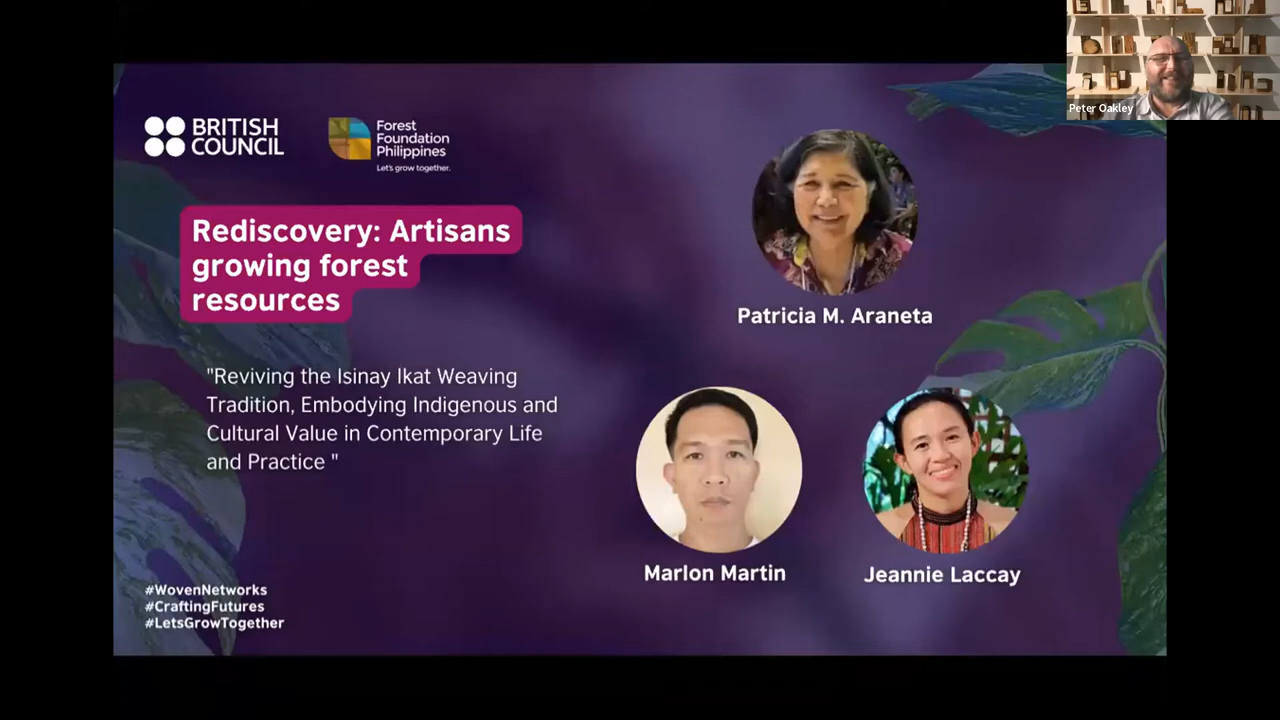 BRITISH
COUNCIL
Forest
Foundation
Philippines
Let's grow together.
Rediscovery: Artisans
growing forest
resources
"Reviving the Isinay Ikat Weaving
Tradition, Embodying Indigenous and
Cultural Value in Contemporary Life
and Practice "
Patricia M. Araneta
Marlon Martin
Jeannie Laccay
#WovenNetworks
#CraftingFutures
#LetsGrowTogether
Peter Oakley